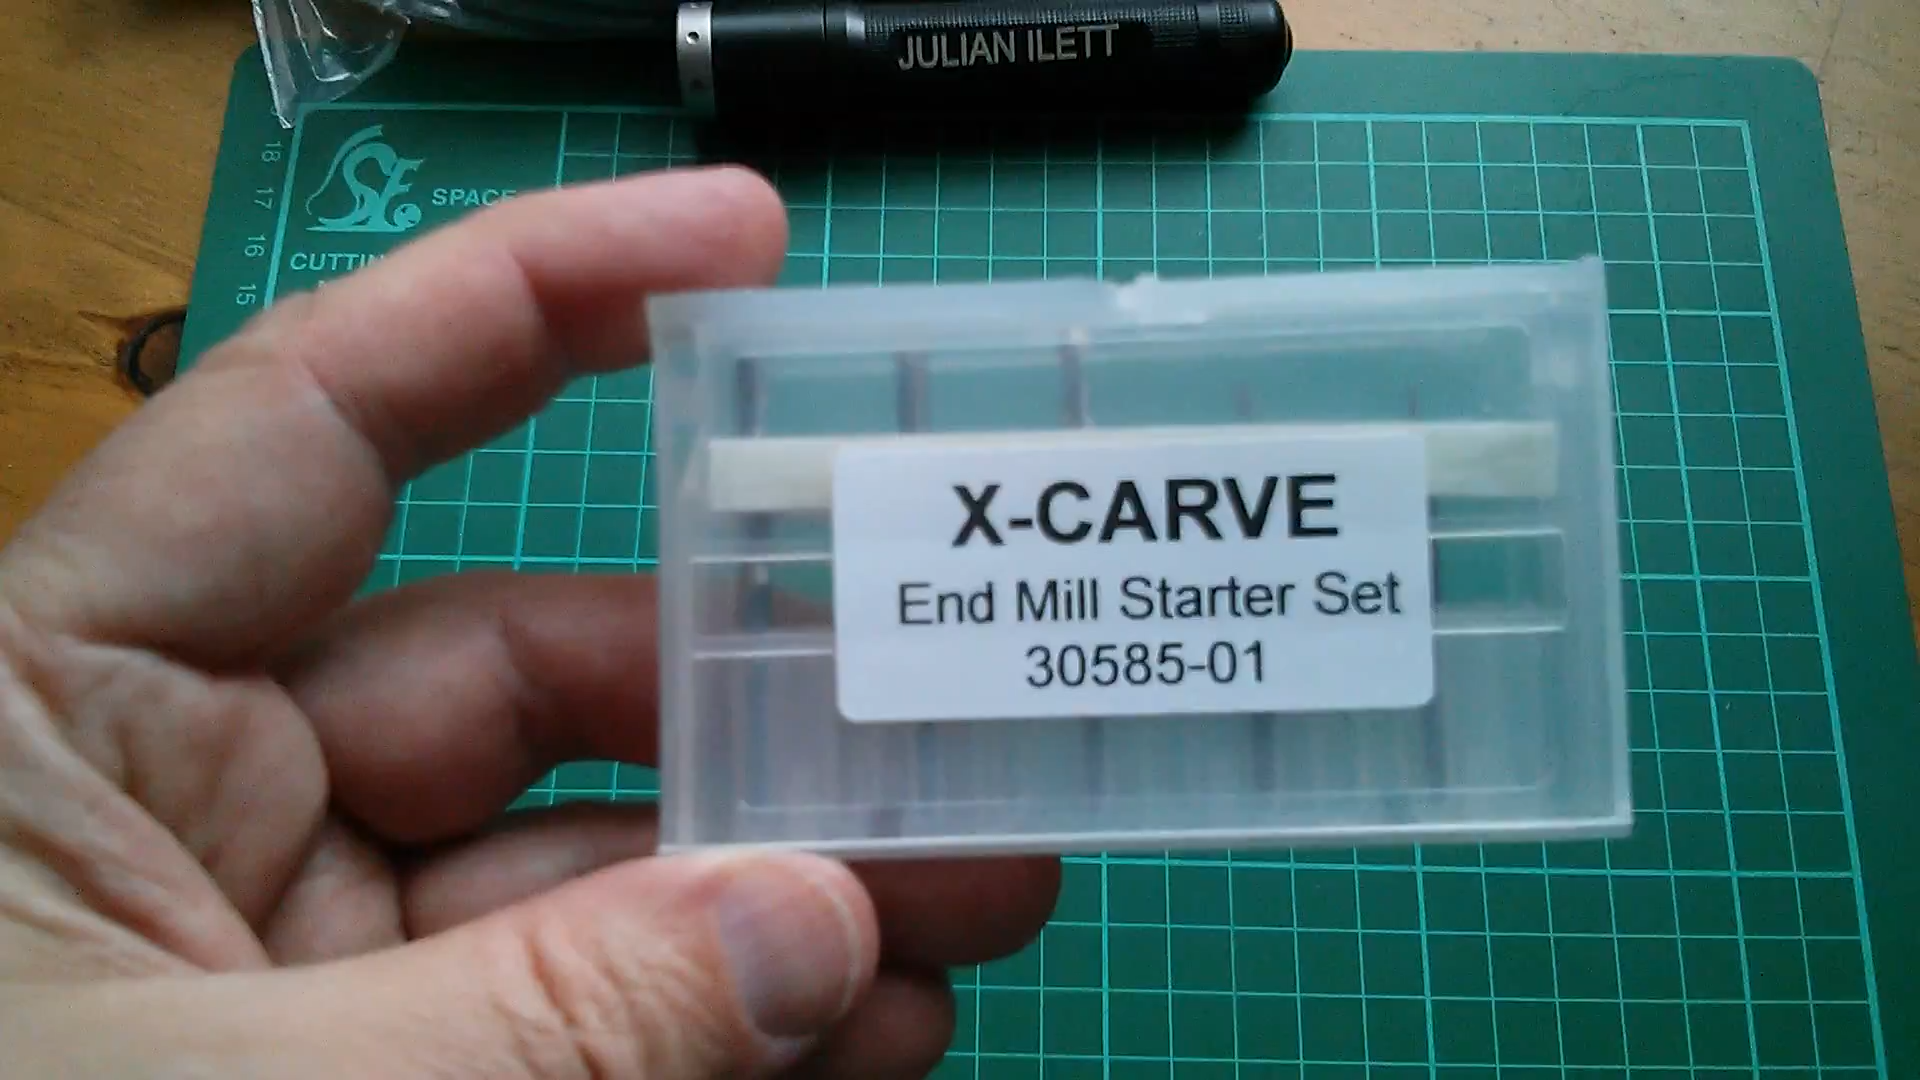 JULIAN ILETT
18
17
16
15
SPACE
CUTTIN
X-CARVE
End Mill Starter Set
30585-01